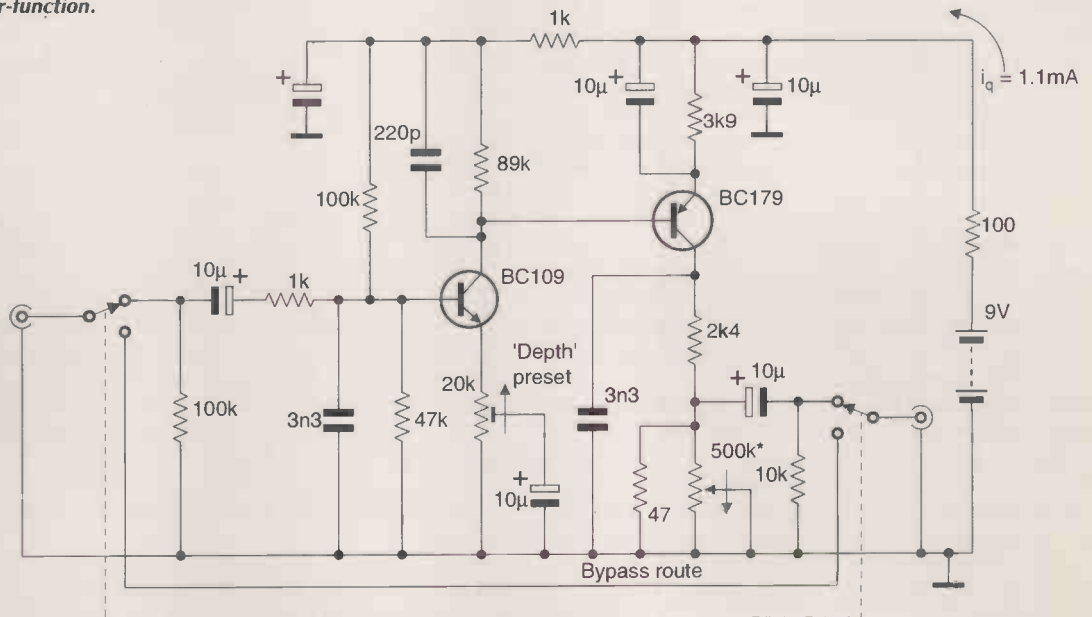 r-function.
1k
10µ
10µ
i_q = 1.1mA
3k9
220p
89k
100k
BC179
100
10µ
1k
BC109
9V
2k4
'Depth'
preset
10µ
20k
100k
3n3
47k
3n3
500k*
10µ
47
10k
Bypass route